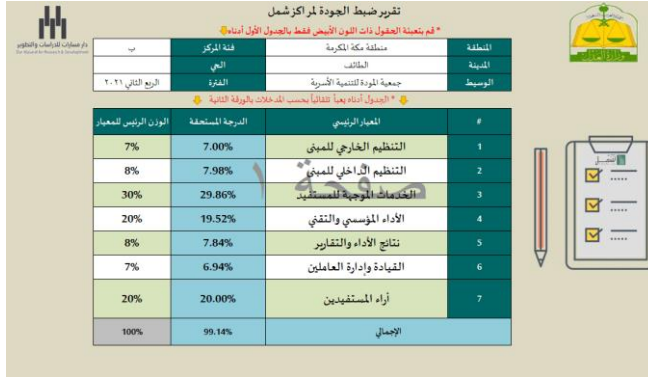 تقرير ضبط الجودة لمراكز شمل
* قم بتعبئة الحقول ذات اللون الأبيض فقط بالجدول الأول أدناه
دار مسارات للدراسات والتطوير
المنطقة منطقة مكة المكرمة فئة المركز ب
المدينة الطائف الحي
الوسيط جمعية المودة للتنمية الأسرية الفترة الربع الثاني ٢٠٢١
* الجدول أدناه يعبأ تلقائياً بحسب المدخلات بالورقة الثانية
# المعيار الرئيسي الدرجة المستحقة الوزن الرئيس للمعيار
1 التنظيم الخارجي للمبنى 7.00% 7%
2 التنظيم الداخلي للمبنى 7.98% 8%
3 الخدمات الموجهة للمستفيد 29.86% 30%
4 الأداء المؤسسي والتقني 19.52% 20%
5 نتائج الأداء والتقارير 7.84% 8%
6 القيادة وإدارة العاملين 6.94% 7%
7 أراء المستفيدين 20.00% 20%
الإجمالي 99.14% 100%
صفحة ١
شمل